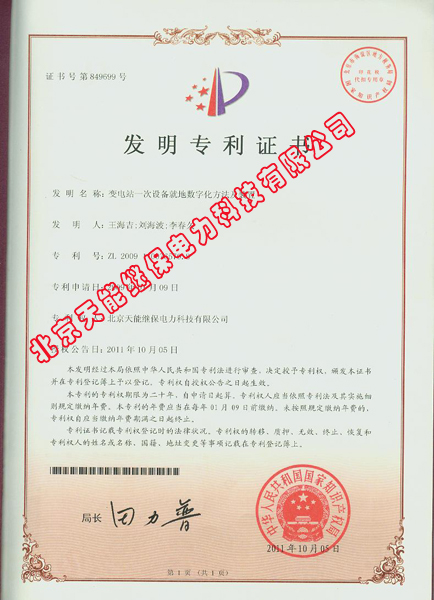 证书号第849699号
发明专利证书
发明名称:变电站一次设备就地数字化方法及
发明人:王海吉;刘海波;李春
专利号:ZL 2009
专利申请日: 月09日
专利 北京天能继保电力科技有限公司
授权公告日:2011年10月05日
北京天能继保电力科技有限公司
本发明经过本局依照中华人民共和国专利法进行审查,决定授予专利权,颁发本证书
并在专利登记簿上予以登记。专利权自授权公告之日起生效。
本专利的专利权期限为二十年,自申请日起算。专利权人应当依照专利法及其实施细
则规定缴纳年费。本专利的年费应当在每年01月09日前缴纳。未按照规定缴纳年费的,
专利权自应当缴纳年费期满之日起终止。
专利证书记载专利权登记时的法律状况。专利权的转移、质押、无效、终止、恢复和
专利权人的姓名或名称、国籍、地址变更等事项记载在专利登记簿上。
局长 田力普
中华人民共和国国家知识产权局
2011年10月05日
第1页(共1页)